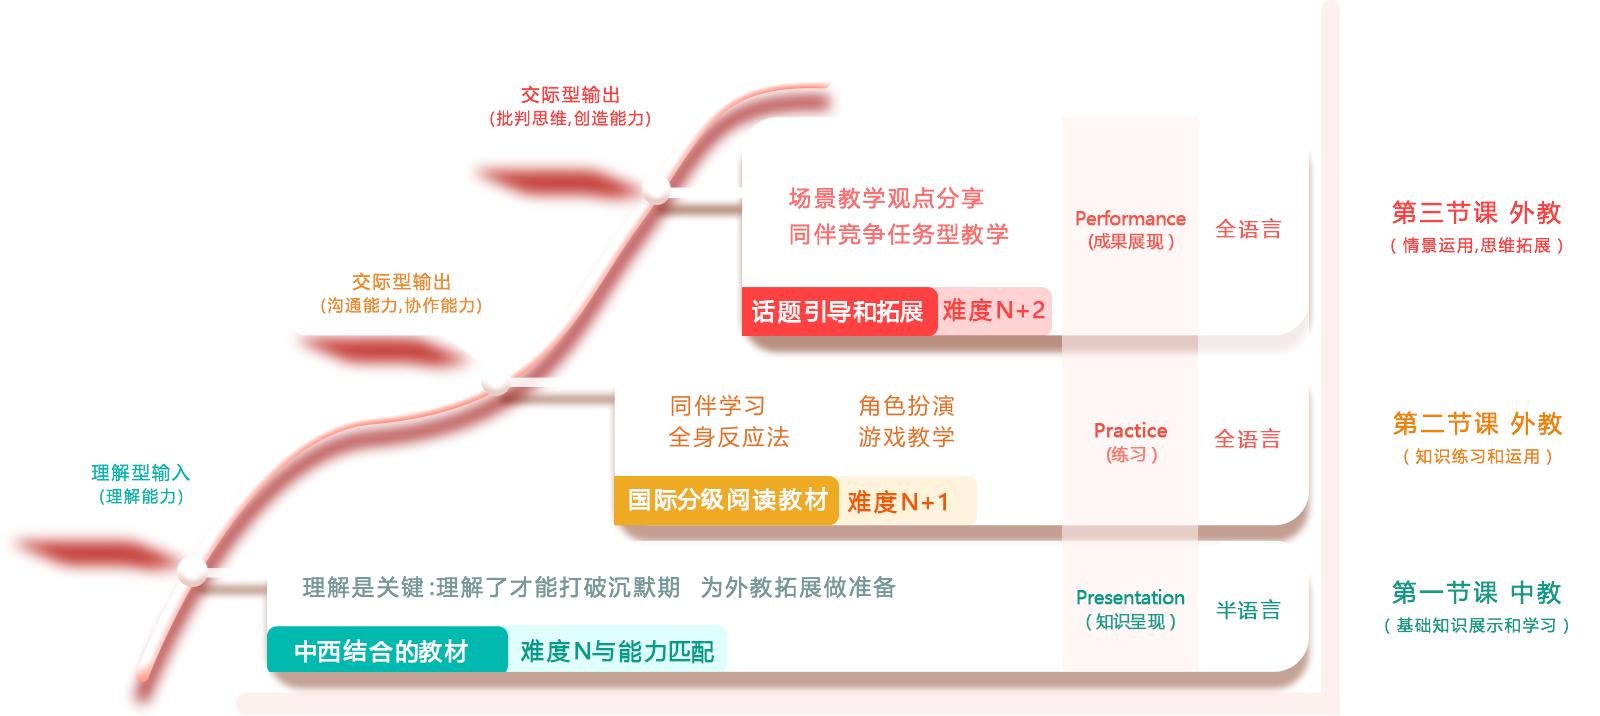 交际型输出
(批判思维,创造能力)
场景教学观点分享
同伴竞争任务型教学
话题引导和拓展
难度N+2
Performance
(成果展现)
全语言
第三节课 外教
(情景运用,思维拓展)
交际型输出
(沟通能力,协作能力)
同伴学习
角色扮演
全身反应法
游戏教学
国际分级阅读教材
难度N+1
Practice
(练习)
全语言
第二节课 外教
(知识练习和运用)
理解型输入
(理解能力)
理解是关键:理解了才能打破沉默期 为外教拓展做准备
中西结合的教材
难度N与能力匹配
Presentation
(知识呈现)
半语言
第一节课 中教
(基础知识展示和学习)